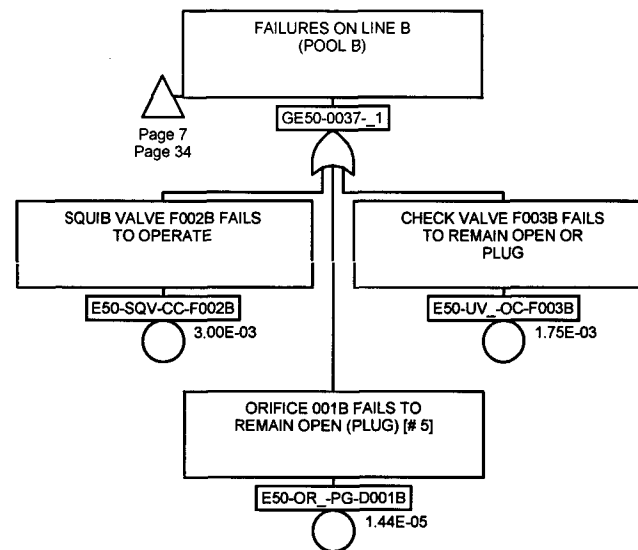 FAILURES ON LINE B
(POOL B)
Page 7
Page 34
GE50-0037-_1
SQUIB VALVE F002B FAILS
TO OPERATE
E50-SQV-CC-F002B
3.00E-03
CHECK VALVE F003B FAILS
TO REMAIN OPEN OR
PLUG
E50-UV_-OC-F003B
1.75E-03
ORIFICE 001B FAILS TO
REMAIN OPEN (PLUG) [# 5]
E50-OR_-PG-D001B
1.44E-05